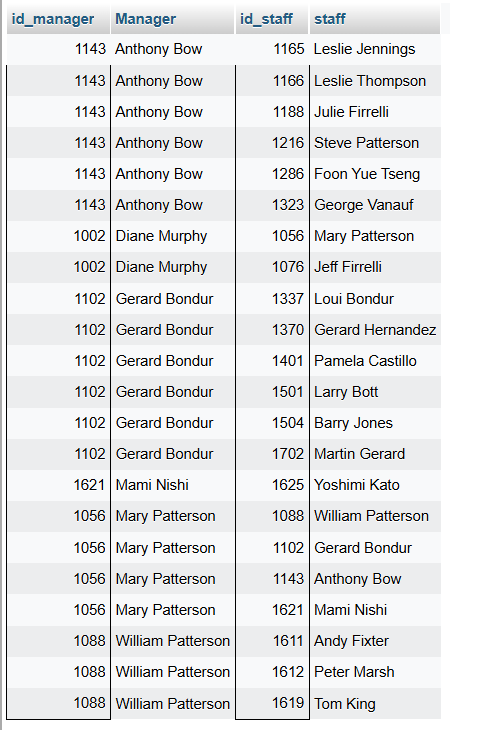 id_manager Manager id_staff staff
1143 Anthony Bow 1165 Leslie Jennings
1143 Anthony Bow 1166 Leslie Thompson
1143 Anthony Bow 1188 Julie Firrelli
1143 Anthony Bow 1216 Steve Patterson
1143 Anthony Bow 1286 Foon Yue Tseng
1143 Anthony Bow 1323 George Vanauf
1002 Diane Murphy 1056 Mary Patterson
1002 Diane Murphy 1076 Jeff Firrelli
1102 Gerard Bondur 1337 Loui Bondur
1102 Gerard Bondur 1370 Gerard Hernandez
1102 Gerard Bondur 1401 Pamela Castillo
1102 Gerard Bondur 1501 Larry Bott
1102 Gerard Bondur 1504 Barry Jones
1102 Gerard Bondur 1702 Martin Gerard
1621 Mami Nishi 1625 Yoshimi Kato
1056 Mary Patterson 1088 William Patterson
1056 Mary Patterson 1102 Gerard Bondur
1056 Mary Patterson 1143 Anthony Bow
1056 Mary Patterson 1621 Mami Nishi
1088 William Patterson 1611 Andy Fixter
1088 William Patterson 1612 Peter Marsh
1088 William Patterson 1619 Tom King